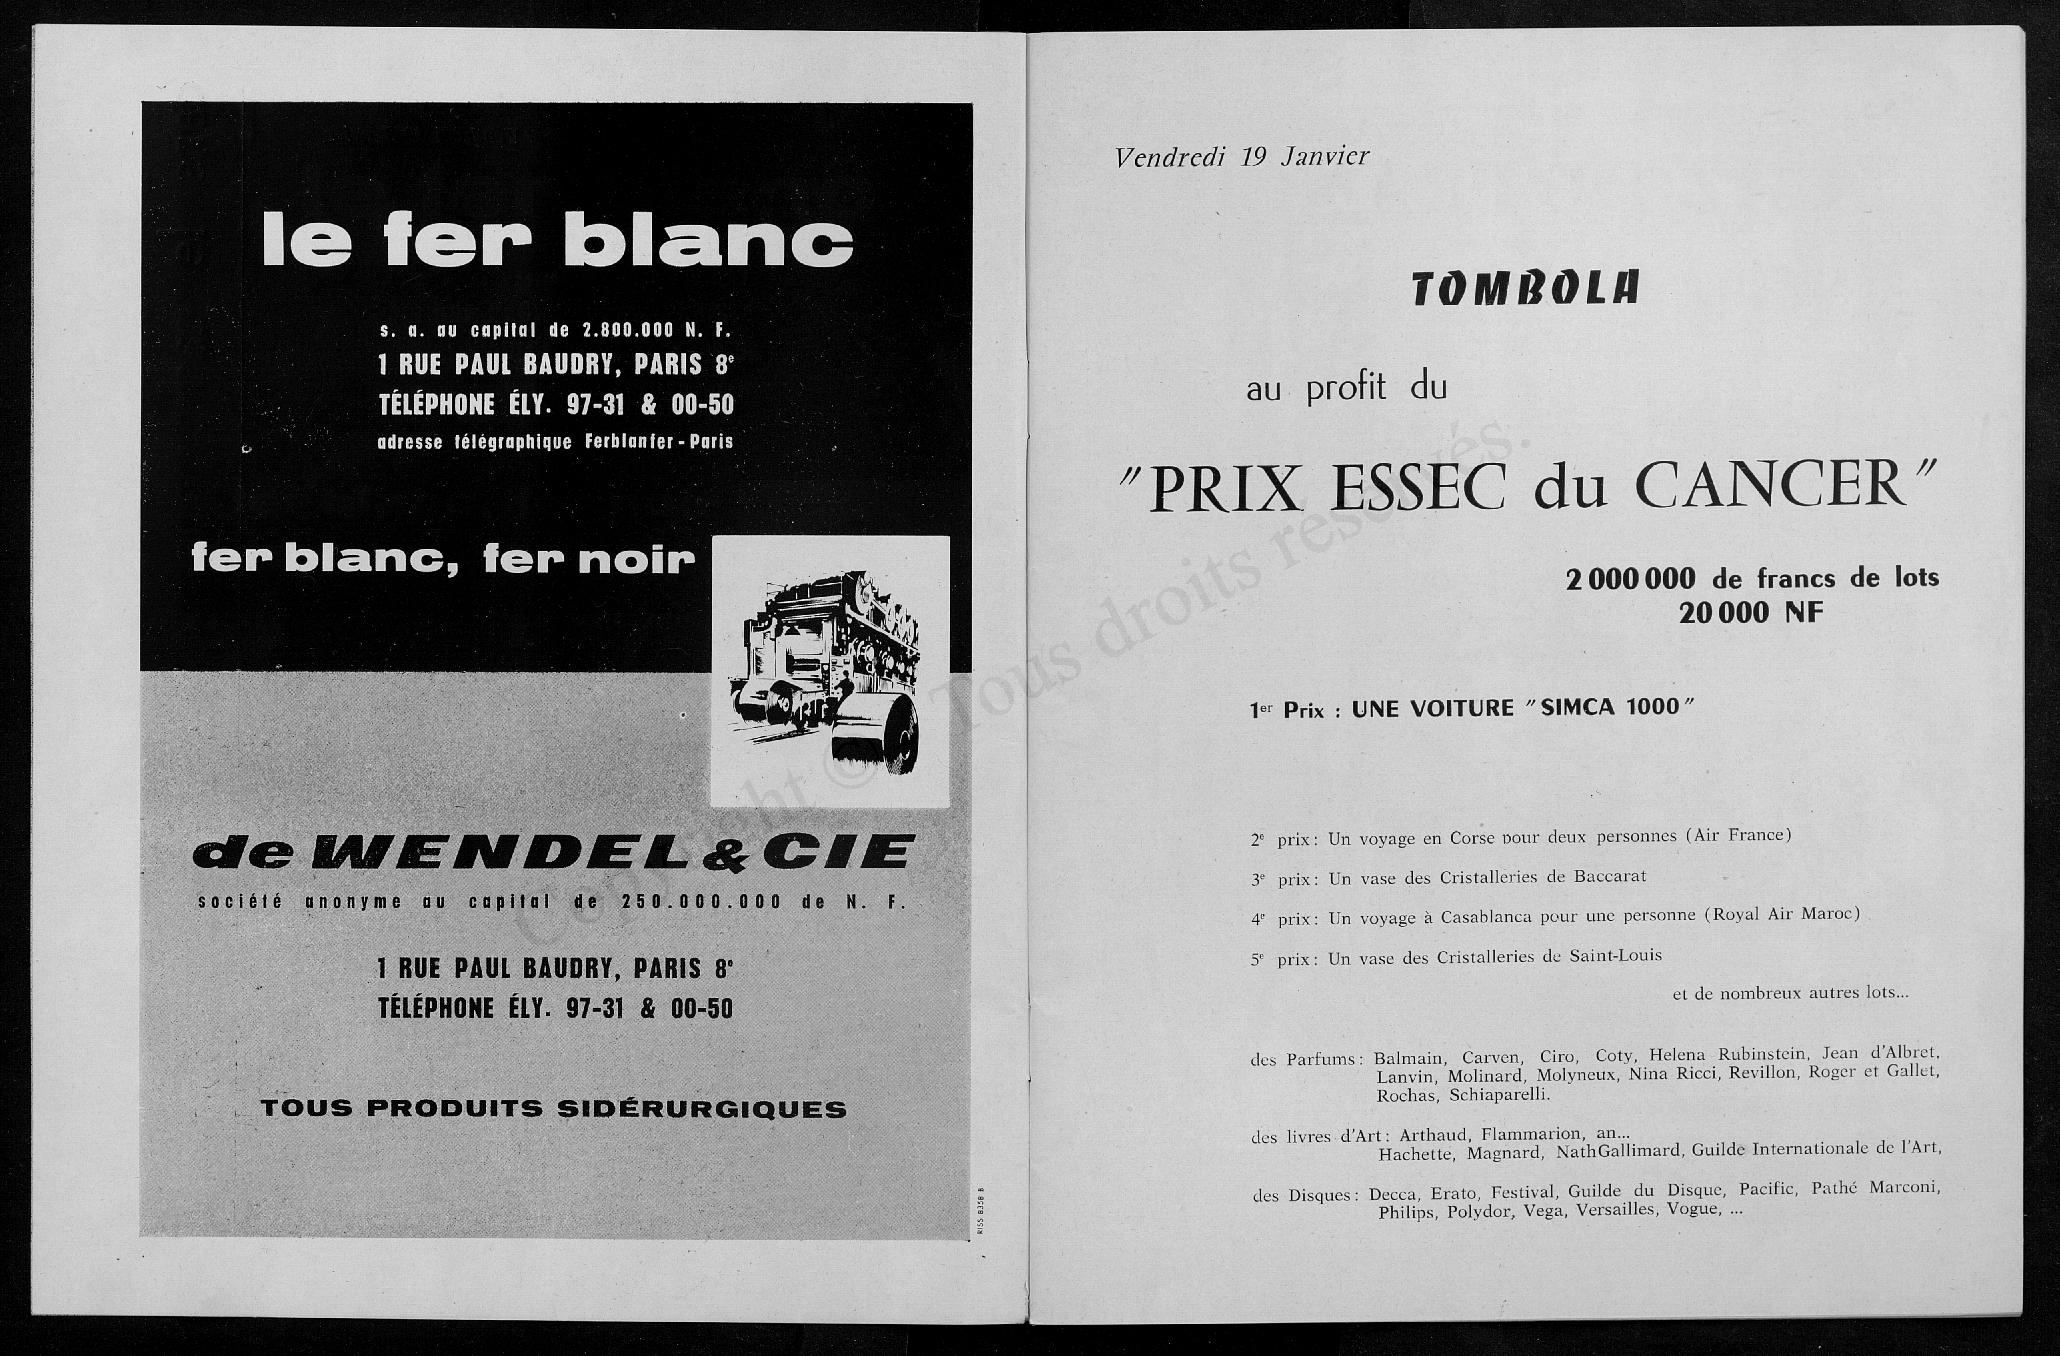 le fer blanc
s. a. au capital de 2.800.000 N. F.
1 RUE PAUL BAUDRY, PARIS 8e
TÉLÉPHONE ÉLY. 97-31 & 00-50
adresse télégraphique Ferblanfer - Paris
fer blanc, fer noir
de WENDEL & CIE
société anonyme au capital de 250.000.000 de N. F.
1 RUE PAUL BAUDRY, PARIS 8e
TÉLÉPHONE ÉLY. 97-31 & 00-50
TOUS PRODUITS SIDÉRURGIQUES
RISS 8358 B
Vendredi 19 Janvier
TOMBOLA
au profit du
"PRIX ESSEC du CANCER"
2 000 000 de francs de lots
20 000 NF
1er Prix : UNE VOITURE "SIMCA 1000"
2e prix : Un voyage en Corse pour deux personnes (Air France)
3e prix : Un vase des Cristalleries de Baccarat
4e prix : Un voyage à Casablanca pour une personne (Royal Air Maroc)
5e prix : Un vase des Cristalleries de Saint-Louis
et de nombreux autres lots...
des Parfums : Balmain, Carven, Ciro, Coty, Helena Rubinstein, Jean d'Albret,
Lanvin, Molinard, Molyneux, Nina Ricci, Revillon, Roger et Gallet,
Rochas, Schiaparelli.
des livres d'Art : Arthaud, Flammarion, an...
Hachette, Magnard, NathGallimard, Guilde Internationale de l'Art,
des Disques : Decca, Erato, Festival, Guilde du Disque, Pacific, Pathé Marconi,
Philips, Polydor, Vega, Versailles, Vogue, ...
Copyright © Tous droits réservés.